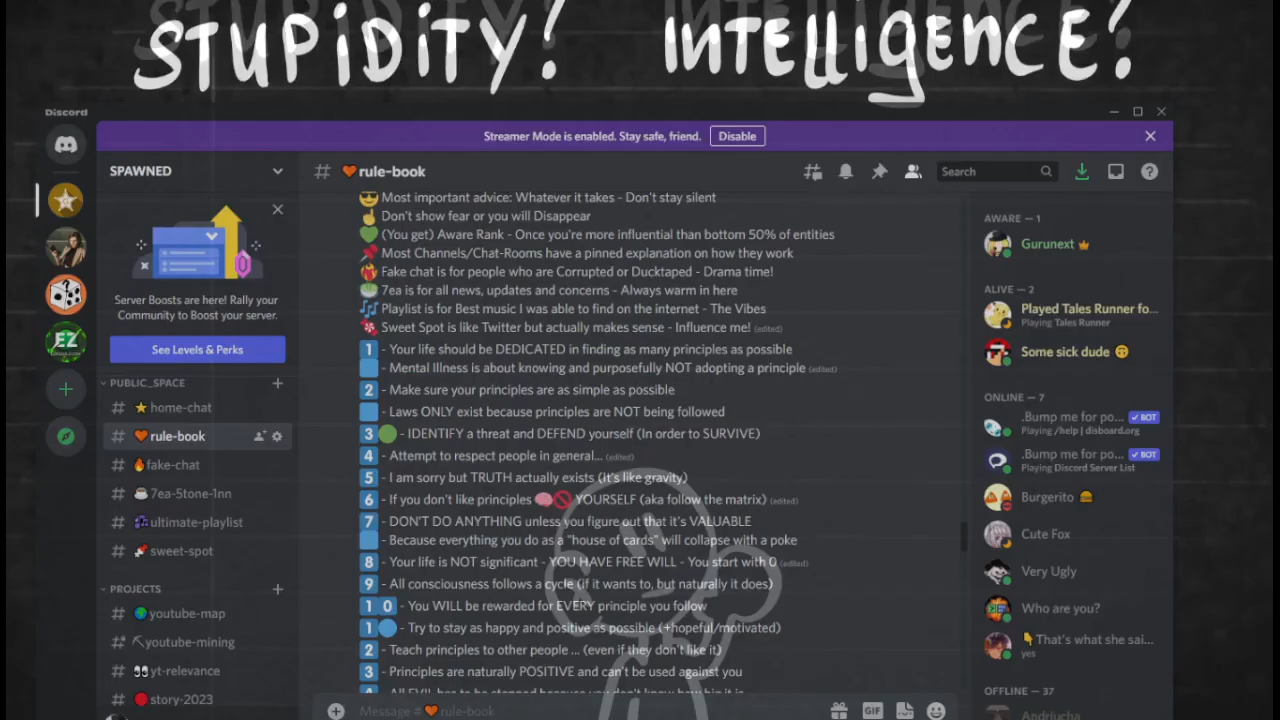 STUPIDITY! INTELLIGENCE?
Discord
Streamer Mode is enabled. Stay safe, friend. Disable
SPAWNED
# rule-book
Search
Server Boosts are here! Rally your
Community to Boost your server.
See Levels & Perks
PUBLIC_SPACE
# home-chat
# rule-book
# fake-chat
# 7ea-5tone-1nn
# ultimate-playlist
# sweet-spot
PROJECTS
# youtube-map
# youtube-mining
# yt-relevance
# story-2023
😎 Most important advice: Whatever it takes - Don't stay silent
☝ Don't show fear or you will Disappear
💚 (You get) Aware Rank - Once you're more influential than bottom 50% of entities
📌 Most Channels/Chat-Rooms have a pinned explanation on how they work
Fake chat is for people who are Corrupted or Ducktaped - Drama time!
🍵 7ea is for all news, updates and concerns - Always warm in here
🎶 Playlist is for Best music I was able to find on the internet - The Vibes
Sweet Spot is like Twitter but actually makes sense - Influence me! (edited)
1 - Your life should be DEDICATED in finding as many principles as possible
- Mental Illness is about knowing and purposefully NOT adopting a principle (edited)
2 - Make sure your principles are as simple as possible
- Laws ONLY exist because principles are NOT being followed
3 🟢 - IDENTIFY a threat and DEFEND yourself (In order to SURVIVE)
4 - Attempt to respect people in general... (edited)
5 - I am sorry but TRUTH actually exists (it's like gravity)
6 - If you don't like principles 🧠🚫 YOURSELF (aka follow the matrix) (edited)
7 - DON'T DO ANYTHING unless you figure out that it's VALUABLE
- Because everything you do as a "house of cards" will collapse with a poke
8 - Your life is NOT significant - YOU HAVE FREE WILL - You start with 0 (edited)
9 - All consciousness follows a cycle (if it wants to, but naturally it does)
1 0 - You WILL be rewarded for EVERY principle you follow
1 🔵 - Try to stay as happy and positive as possible (+hopeful/motivated)
2 - Teach principles to other people ... (even if they don't like it)
3 - Principles are naturally POSITIVE and can't be used against you
4 - All EVIL has to be stopped because you don't know how big it is
Message # rule-book
GIF
AWARE — 1
Gurunext
ALIVE — 2
Played Tales Runner fo...
Playing Tales Runner
Some sick dude 🙃
ONLINE — 7
.Bump me for po... BOT
Playing /help | disboard.org
.Bump me for po... BOT
Playing Discord Server List
Burgerito 🍔
Cute Fox
Very Ugly
Who are you?
👇That's what she sai...
yes
OFFLINE — 37
Andriucha
EZ